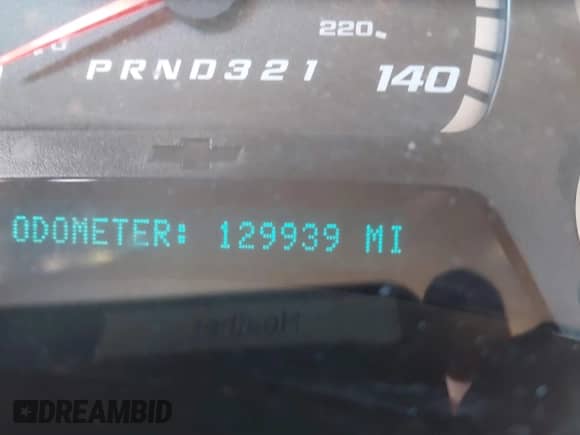 220
PRND321 140
ODOMETER: 129939 MI
DREAMBID